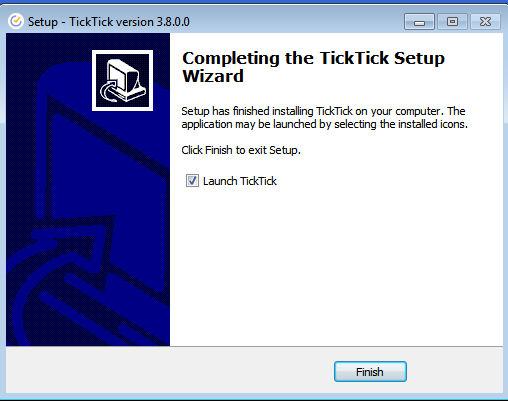 Setup - TickTick version 3.8.0.0
Completing the TickTick Setup
Wizard
Setup has finished installing TickTick on your computer. The
application may be launched by selecting the installed icons.
Click Finish to exit Setup.
Launch TickTick
Finish